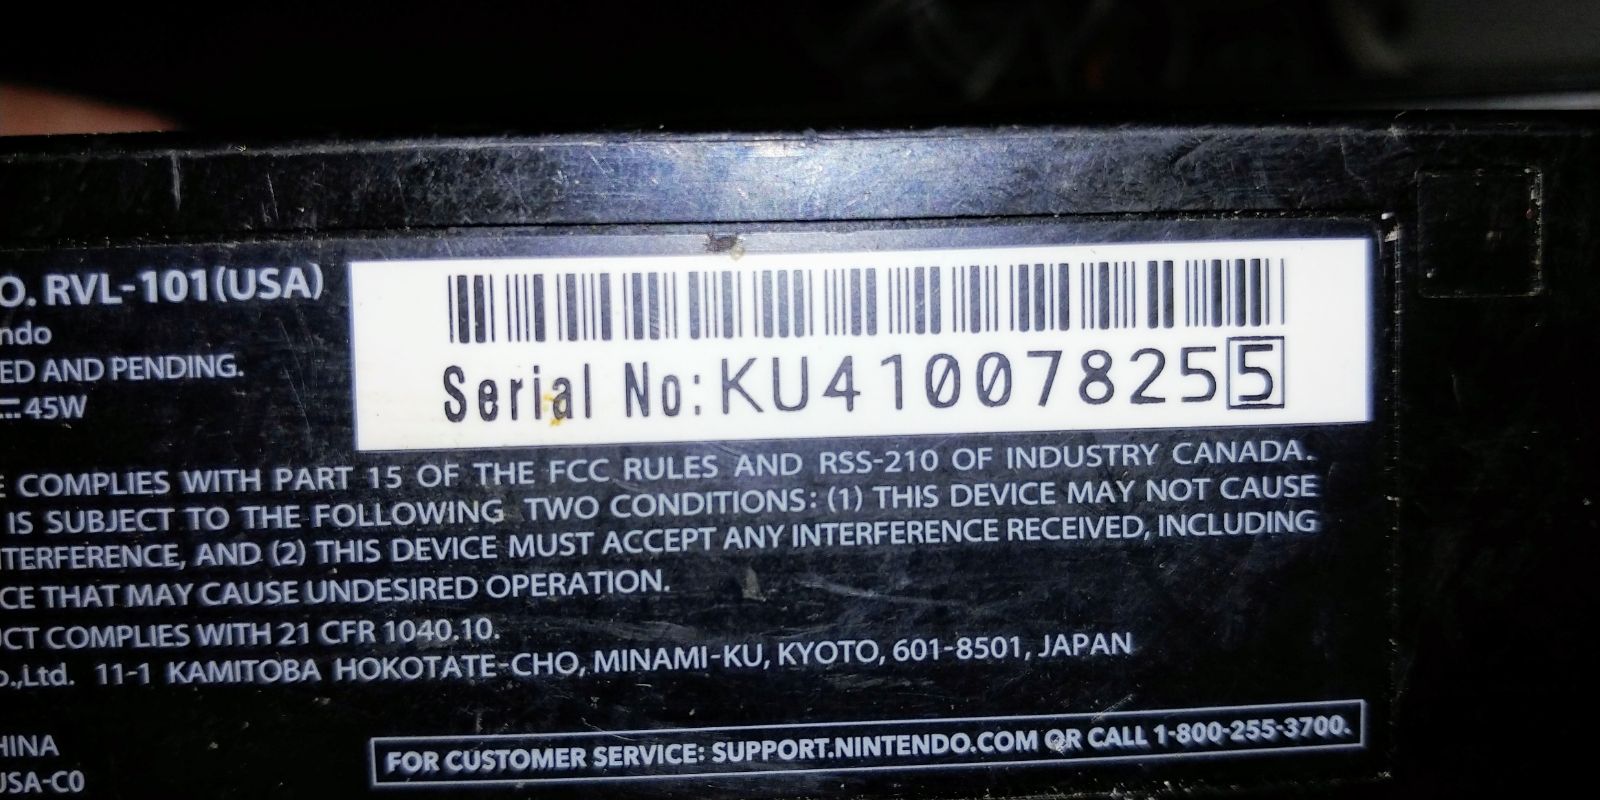 O. RVL-101(USA)
ndo
ED AND PENDING.
⎓45W
Serial No:KU410078255
E COMPLIES WITH PART 15 OF THE FCC RULES AND RSS-210 OF INDUSTRY CANADA.
IS SUBJECT TO THE FOLLOWING TWO CONDITIONS: (1) THIS DEVICE MAY NOT CAUSE
NTERFERENCE, AND (2) THIS DEVICE MUST ACCEPT ANY INTERFERENCE RECEIVED, INCLUDING
CE THAT MAY CAUSE UNDESIRED OPERATION.
UCT COMPLIES WITH 21 CFR 1040.10.
o.,Ltd. 11-1 KAMITOBA HOKOTATE-CHO, MINAMI-KU, KYOTO, 601-8501, JAPAN
HINA
USA-C0
FOR CUSTOMER SERVICE: SUPPORT.NINTENDO.COM OR CALL 1-800-255-3700.